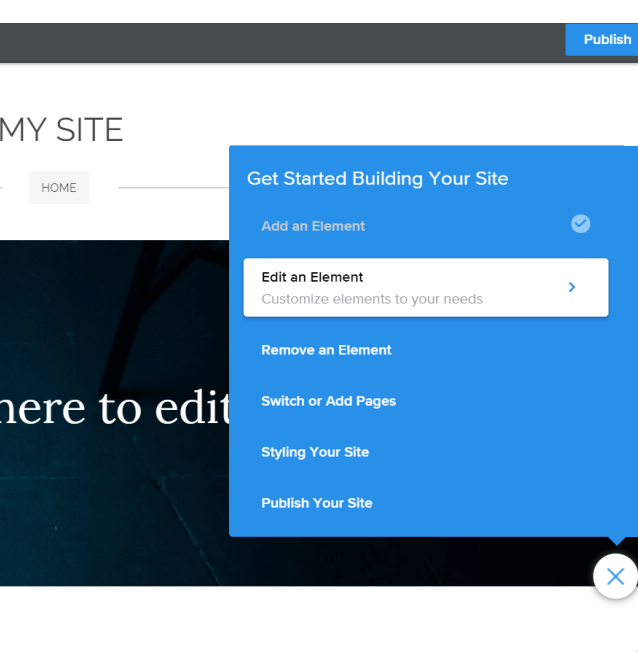 Publish
MY SITE
HOME
Get Started Building Your Site
Add an Element
Edit an Element
Customize elements to your needs
here to edit
Remove an Element
Switch or Add Pages
Styling Your Site
Publish Your Site